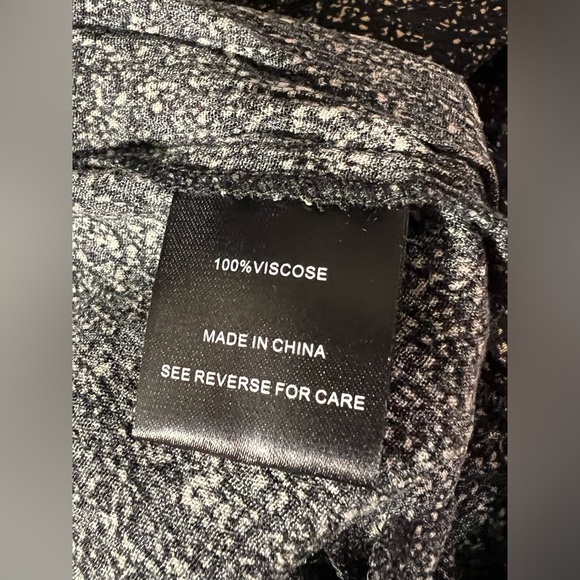 100%VISCOSE
MADE IN CHINA
SEE REVERSE FOR CARE